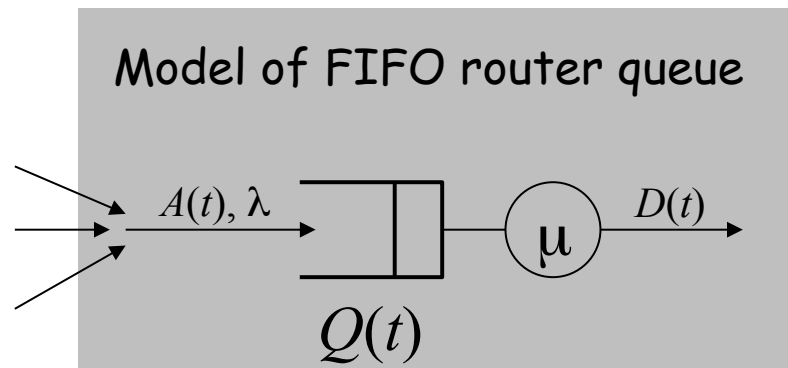 Model of FIFO router queue
A(t), λ
μ
D(t)
Q(t)